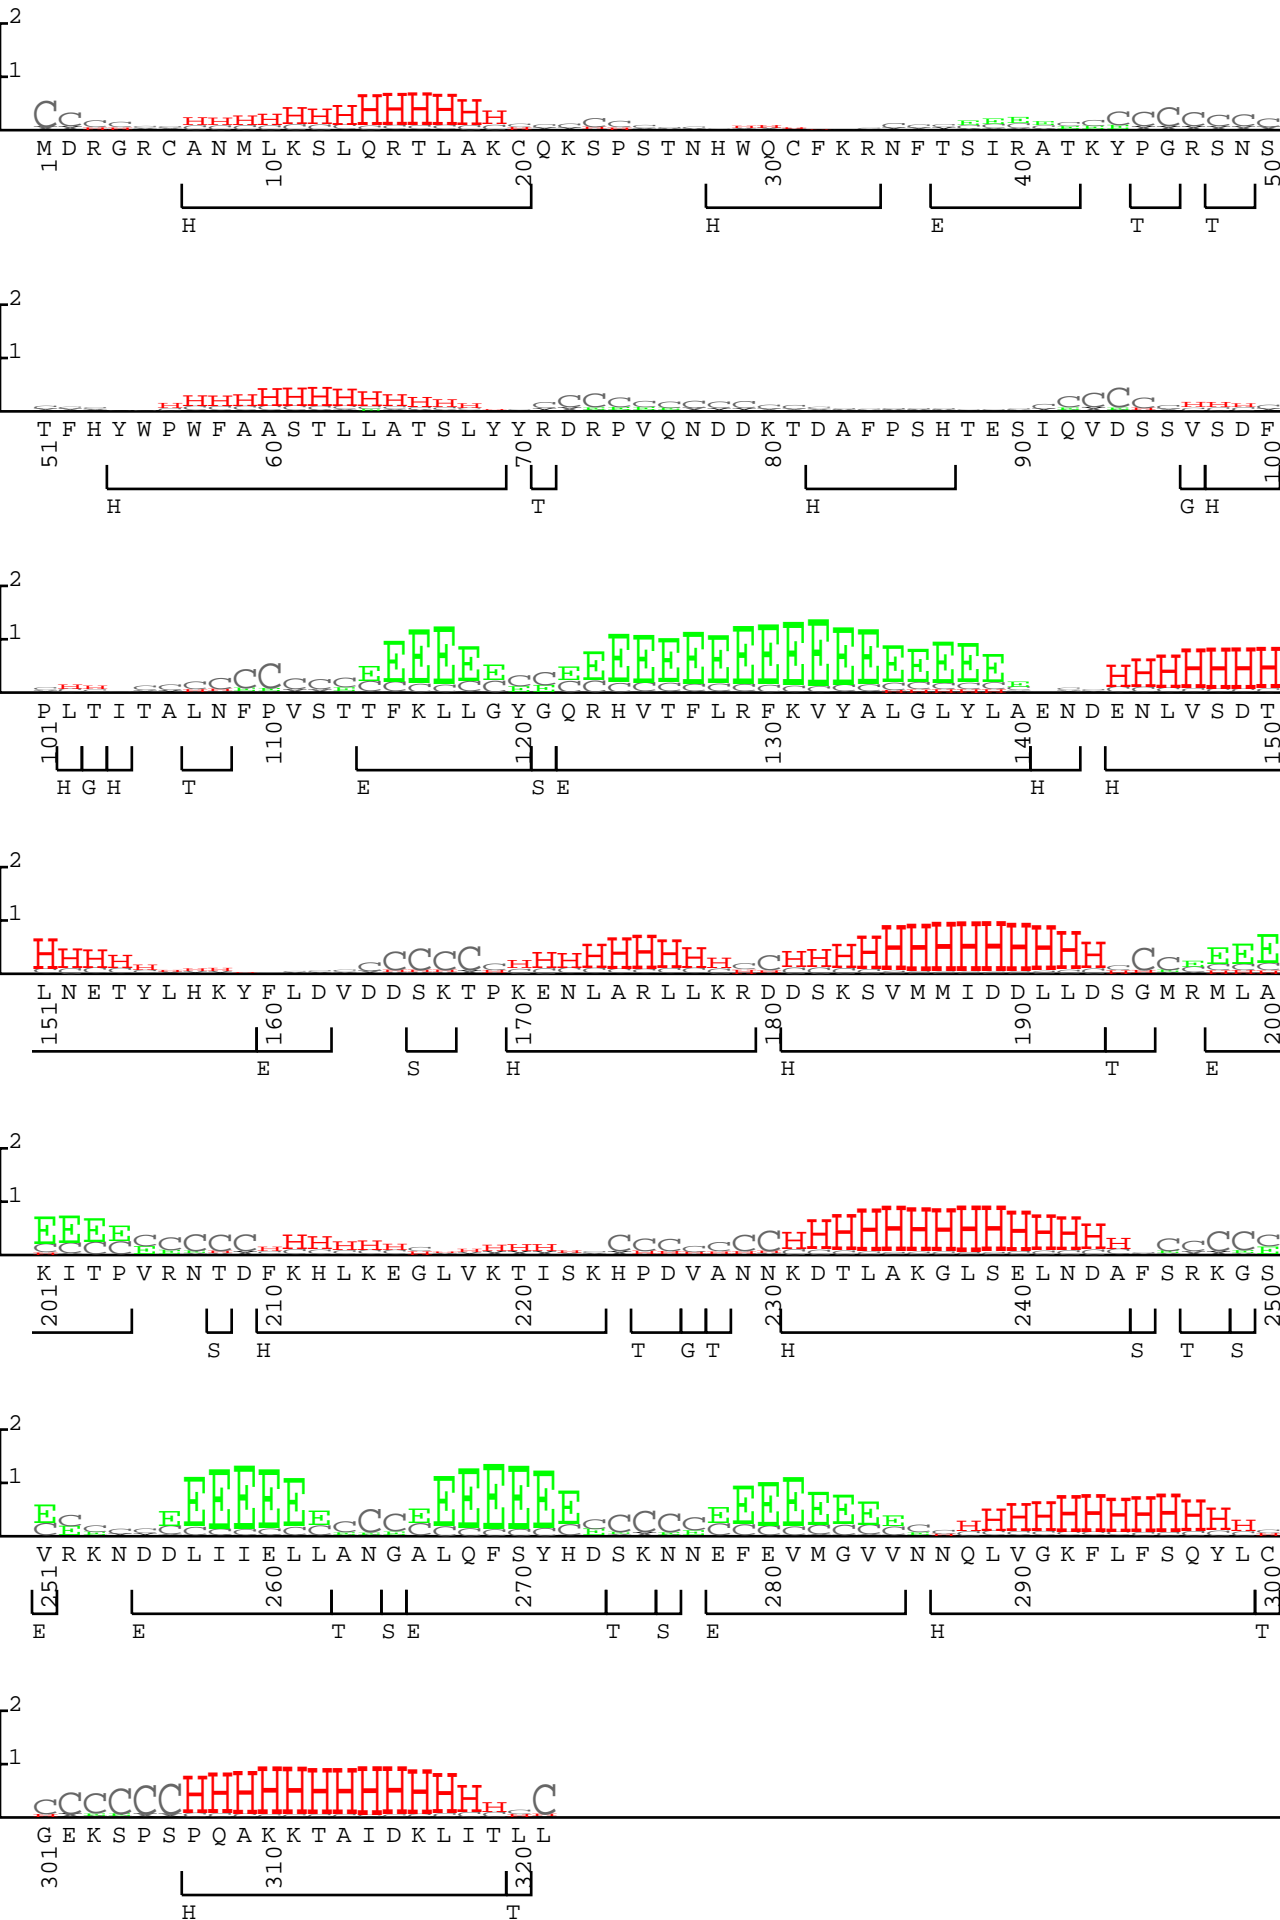 2
1
M D R G R C A N M L K S L Q R T L A K C Q K S P S T N H W Q C F K R N F T S I R A T K Y P G R S N S
1 10 20 30 40 50
H H E T T
2
1
T F H Y W P W F A A S T L L A T S L Y Y R D R P V Q N D D K T D A F P S H T E S I Q V D S S V S D F
51 60 70 80 90 100
H T H G H
2
1
P L T I T A L N F P V S T T F K L L G Y G Q R H V T F L R F K V Y A L G L Y L A E N D E N L V S D T
101 110 120 130 140 150
H G H T E S E H H
2
1
L N E T Y L H K Y F L D V D D S K T P K E N L A R L L K R D D S K S V M M I D D L L D S G M R M L A
151 160 170 180 190 200
E S H H T E
2
1
K I T P V R N T D F K H L K E G L V K T I S K H P D V A N N K D T L A K G L S E L N D A F S R K G S
201 210 220 230 240 250
S H T G T H S T S
2
1
V R K N D D L I I E L L A N G A L Q F S Y H D S K N N E F E V M G V V N N Q L V G K F L F S Q Y L C
251 260 270 280 290 300
E E T S E T S E H T
2
1
G E K S P S P Q A K K T A I D K L I T L L
301 310 320
H T